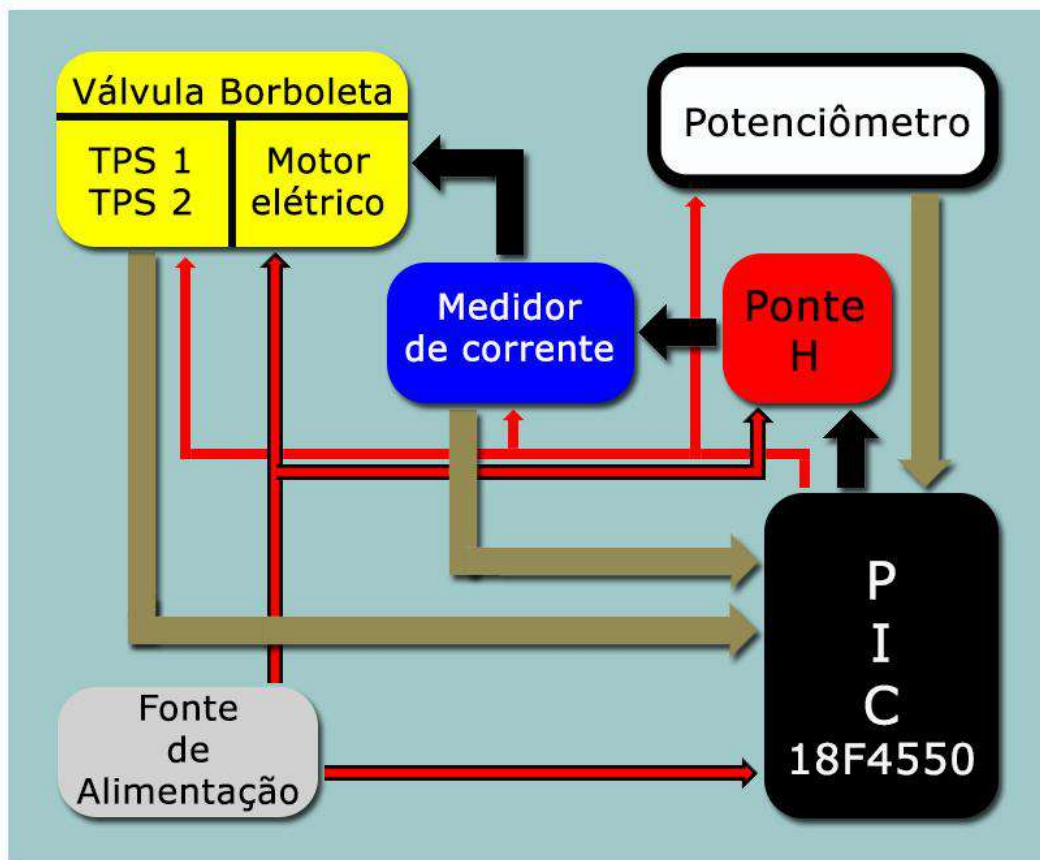 Válvula Borboleta
TPS 1
TPS 2
Motor
elétrico
Potenciômetro
Medidor
de corrente
Ponte
H
P
I
C
18F4550
Fonte
de
Alimentação